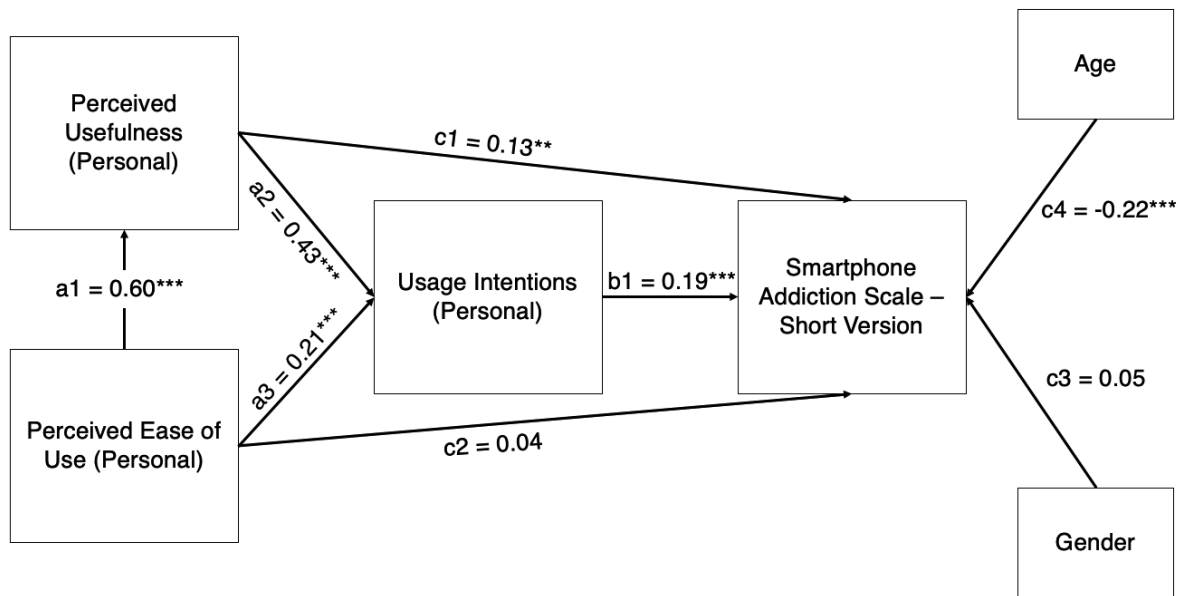 Perceived
Usefulness
(Personal)
Age
c1 = 0.13**
a2 = 0.43***
c4 = -0.22***
a1 = 0.60***
Usage Intentions
(Personal)
b1 = 0.19***
Smartphone
Addiction Scale –
Short Version
a3 = 0.21***
c3 = 0.05
Perceived Ease of
Use (Personal)
c2 = 0.04
Gender